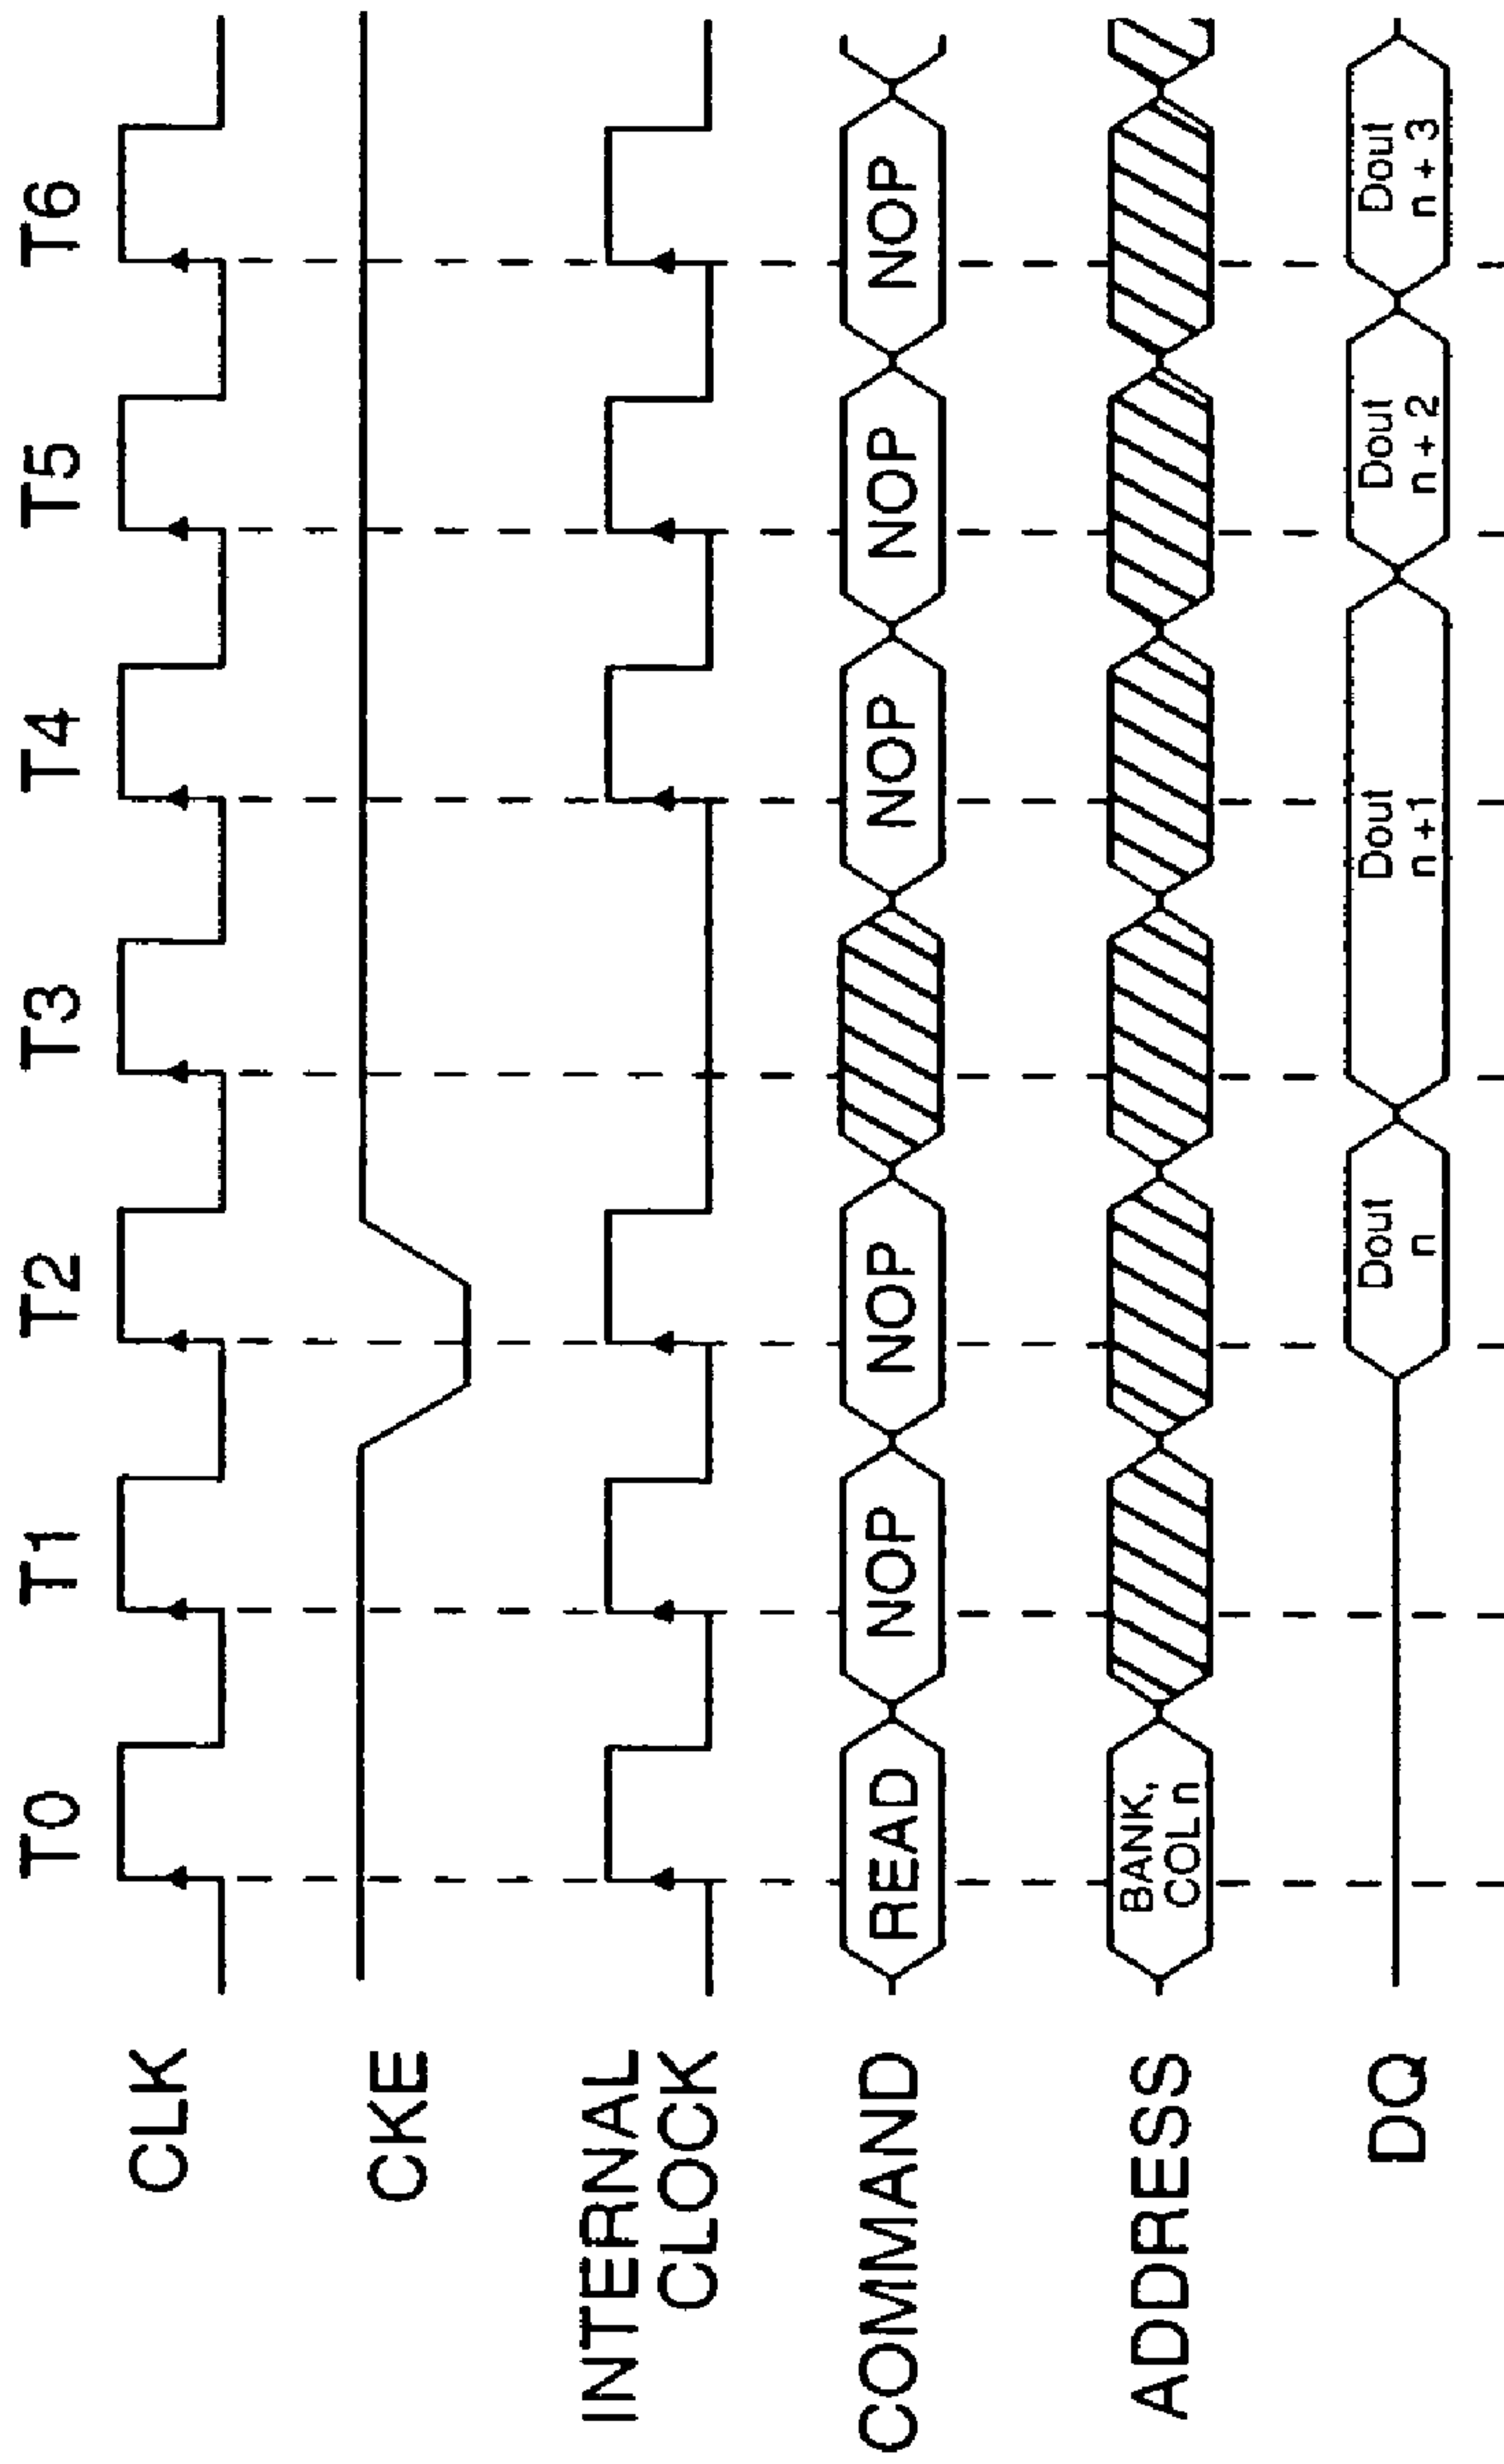 T0 T1 T2 T3 T4 T5 T6
CLK
CKE
INTERNAL
CLOCK
COMMAND
READ NOP NOP NOP NOP NOP
ADDRESS
BANK,
COL n
DQ
Dout
n
Dout
n + 1
Dout
n + 2
Dout
n + 3